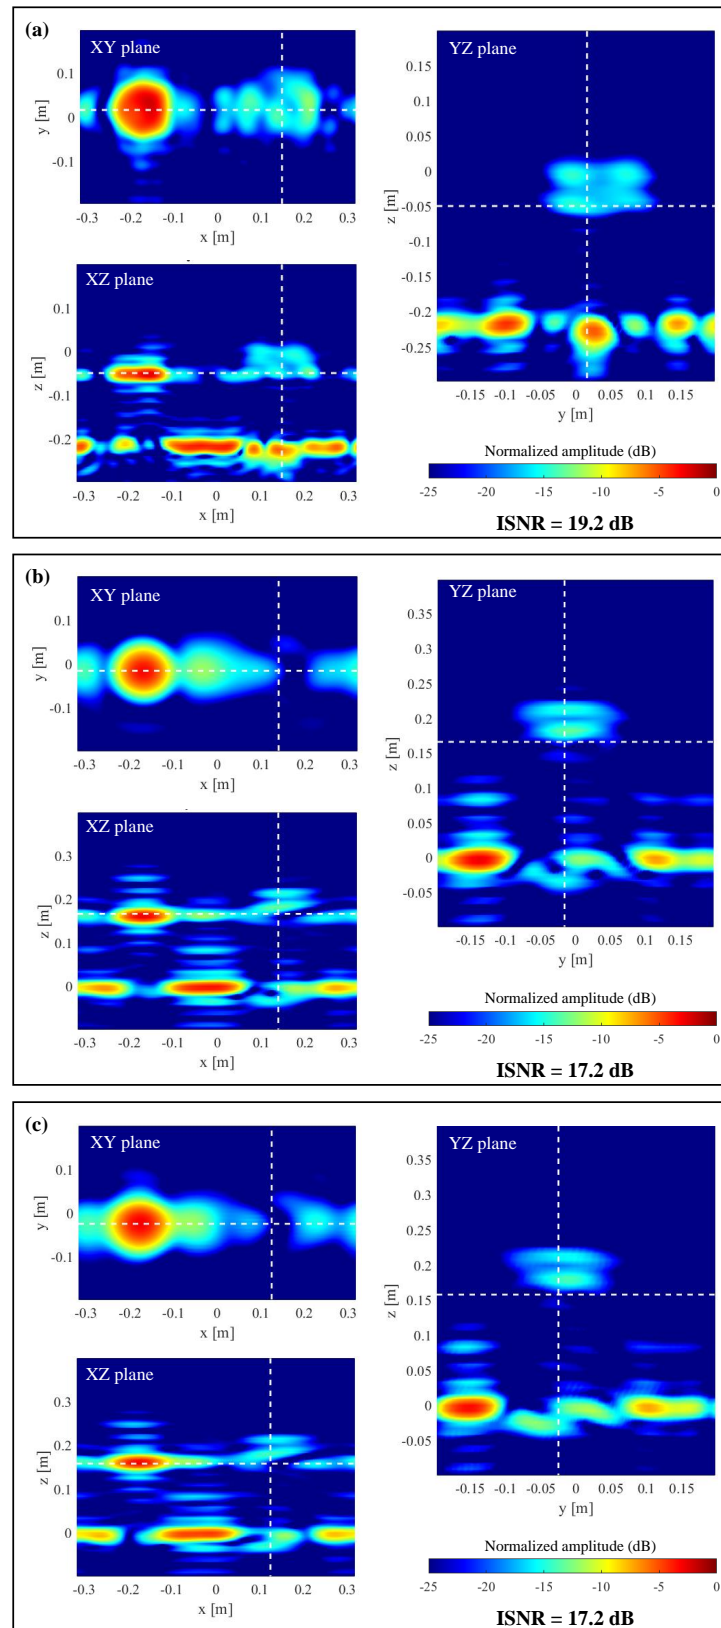 (a)
XY plane
0.1
0
-0.1
y [m]
-0.3 -0.2 -0.1 0 0.1 0.2 0.3
x [m]
XZ plane
0.1
0
-0.2
z [m]
-0.3 -0.2 -0.1 0 0.1 0.2 0.3
x [m]
YZ plane
0.15
0.1
0.05
0
-0.05
-0.1
-0.15
-0.2
-0.25
z [m]
-0.15 -0.1 -0.05 0 0.05 0.1 0.15
y [m]
Normalized amplitude (dB)
-25 -20 -15 -10 -5 0
ISNR = 19.2 dB
(b)
XY plane
0.1
0
-0.1
y [m]
-0.3 -0.2 -0.1 0 0.1 0.2 0.3
x [m]
XZ plane
0.3
0.2
0.1
0
z [m]
-0.3 -0.2 -0.1 0 0.1 0.2 0.3
x [m]
YZ plane
0.35
0.3
0.25
0.2
0.15
0.1
0.05
0
-0.05
z [m]
-0.15 -0.1 -0.05 0 0.05 0.1 0.15
y [m]
Normalized amplitude (dB)
-25 -20 -15 -10 -5 0
ISNR = 17.2 dB
(c)
XY plane
0.1
0
-0.1
y [m]
-0.3 -0.2 -0.1 0 0.1 0.2 0.3
x [m]
XZ plane
0.3
0.2
0.1
0
z [m]
-0.3 -0.2 -0.1 0 0.1 0.2 0.3
x [m]
YZ plane
0.35
0.3
0.25
0.2
0.15
0.1
0.05
0
-0.05
z [m]
-0.15 -0.1 -0.05 0 0.05 0.1 0.15
y [m]
Normalized amplitude (dB)
-25 -20 -15 -10 -5 0
ISNR = 17.2 dB